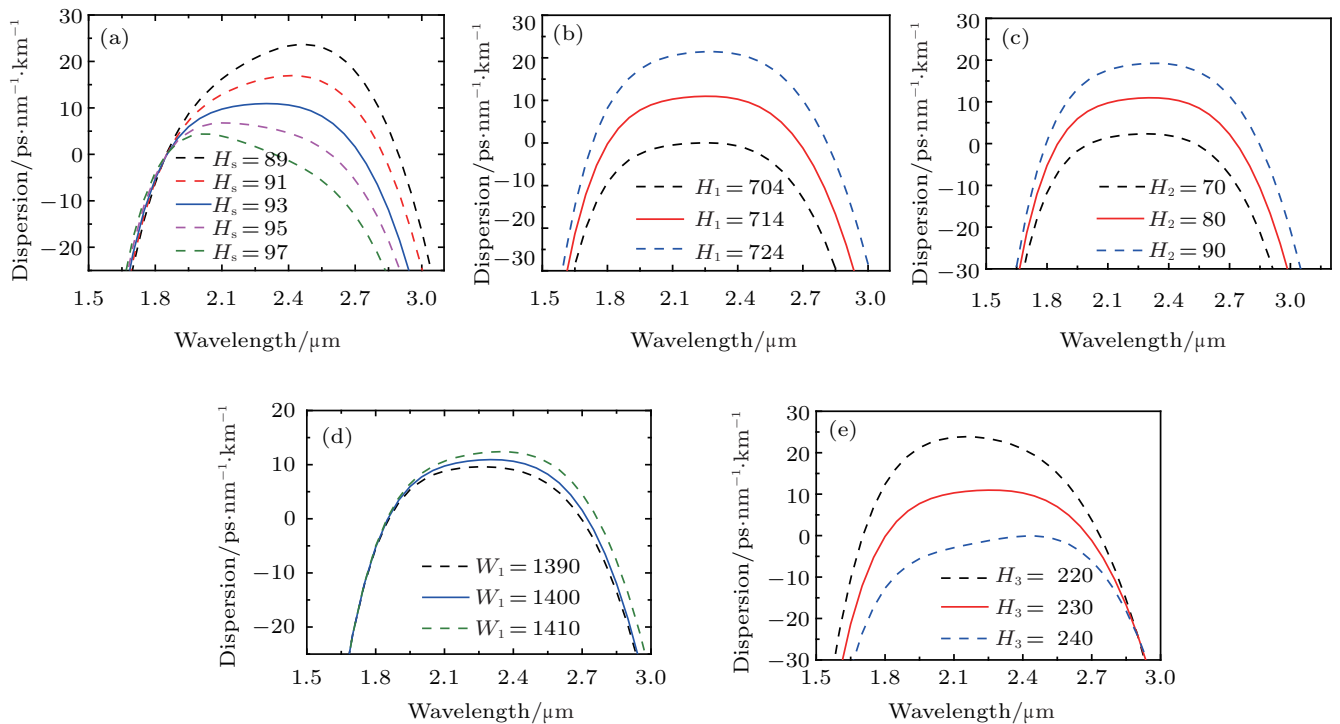 (a)
30
20
10
0
−10
−20
Dispersion/ps·nm⁻¹·km⁻¹
Hₛ = 89
Hₛ = 91
Hₛ = 93
Hₛ = 95
Hₛ = 97
1.5 1.8 2.1 2.4 2.7 3.0
Wavelength/µm
(b)
30
20
10
0
−10
−20
−30
Dispersion/ps·nm⁻¹·km⁻¹
H₁ = 704
H₁ = 714
H₁ = 724
1.5 1.8 2.1 2.4 2.7 3.0
Wavelength/µm
(c)
30
20
10
0
−10
−20
−30
Dispersion/ps·nm⁻¹·km⁻¹
H₂ = 70
H₂ = 80
H₂ = 90
1.5 1.8 2.1 2.4 2.7 3.0
Wavelength/µm
(d)
20
10
0
−10
−20
Dispersion/ps·nm⁻¹·km⁻¹
W₁ = 1390
W₁ = 1400
W₁ = 1410
1.5 1.8 2.1 2.4 2.7 3.0
Wavelength/µm
(e)
30
20
10
0
−10
−20
−30
Dispersion/ps·nm⁻¹·km⁻¹
H₃ = 220
H₃ = 230
H₃ = 240
1.5 1.8 2.1 2.4 2.7 3.0
Wavelength/µm